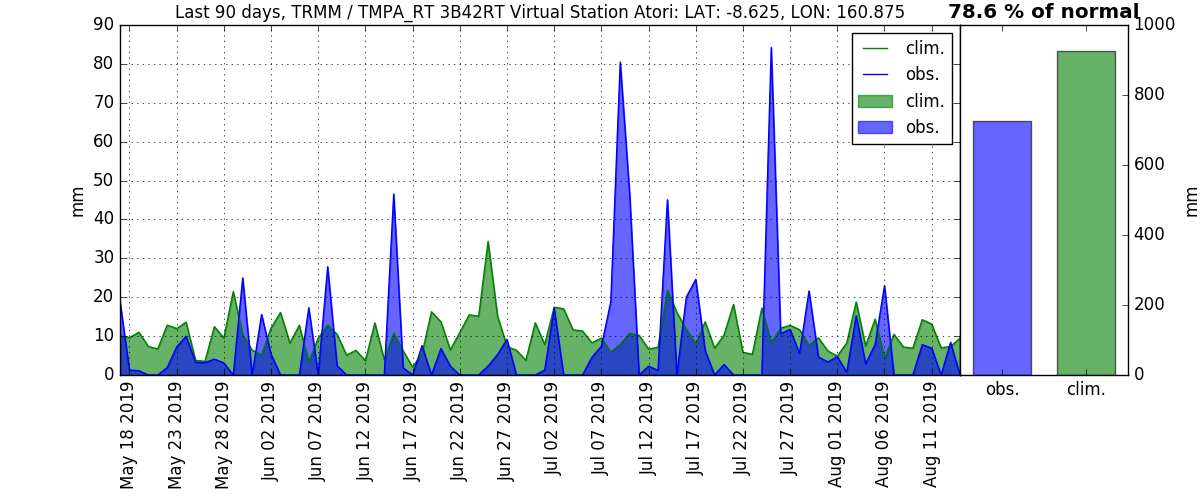 Last 90 days, TRMM / TMPA_RT 3B42RT Virtual Station Atori: LAT: -8.625, LON: 160.875
78.6 % of normal
90
80
70
60
50
40
30
20
10
0
mm
clim.
obs.
clim.
obs.
1000
800
600
400
200
0
mm
obs.
clim.
May 18 2019
May 23 2019
May 28 2019
Jun 02 2019
Jun 07 2019
Jun 12 2019
Jun 17 2019
Jun 22 2019
Jun 27 2019
Jul 02 2019
Jul 07 2019
Jul 12 2019
Jul 17 2019
Jul 22 2019
Jul 27 2019
Aug 01 2019
Aug 06 2019
Aug 11 2019